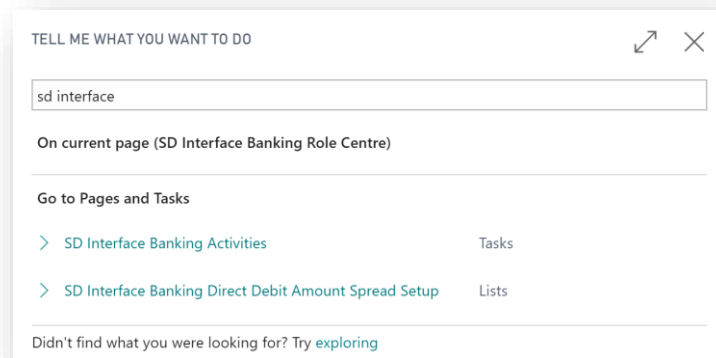 TELL ME WHAT YOU WANT TO DO
sd interface
On current page (SD Interface Banking Role Centre)
Go to Pages and Tasks
SD Interface Banking Activities Tasks
SD Interface Banking Direct Debit Amount Spread Setup Lists
Didn't find what you were looking for? Try exploring